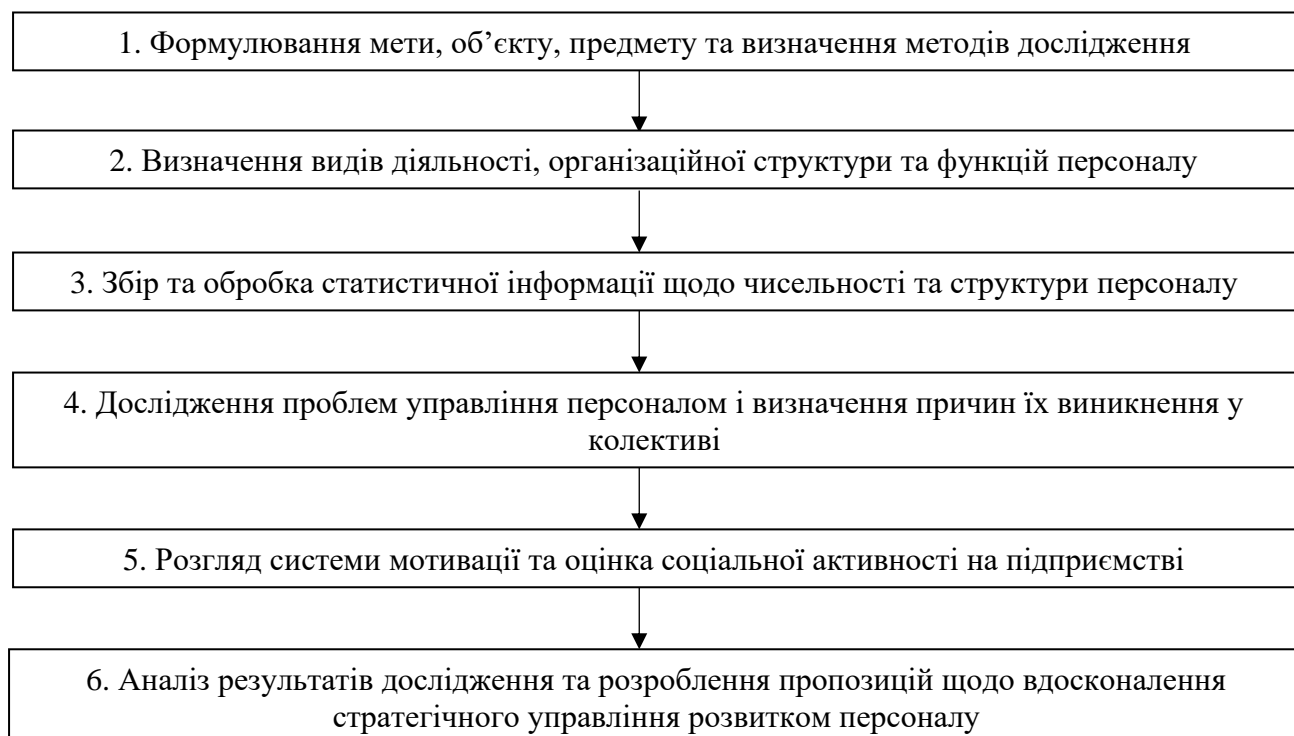 1. Формулювання мети, об’єкту, предмету та визначення методів дослідження
2. Визначення видів діяльності, організаційної структури та функцій персоналу
3. Збір та обробка статистичної інформації щодо чисельності та структури персоналу
4. Дослідження проблем управління персоналом і визначення причин їх виникнення у
колективі
5. Розгляд системи мотивації та оцінка соціальної активності на підприємстві
6. Аналіз результатів дослідження та розроблення пропозицій щодо вдосконалення
стратегічного управління розвитком персоналу